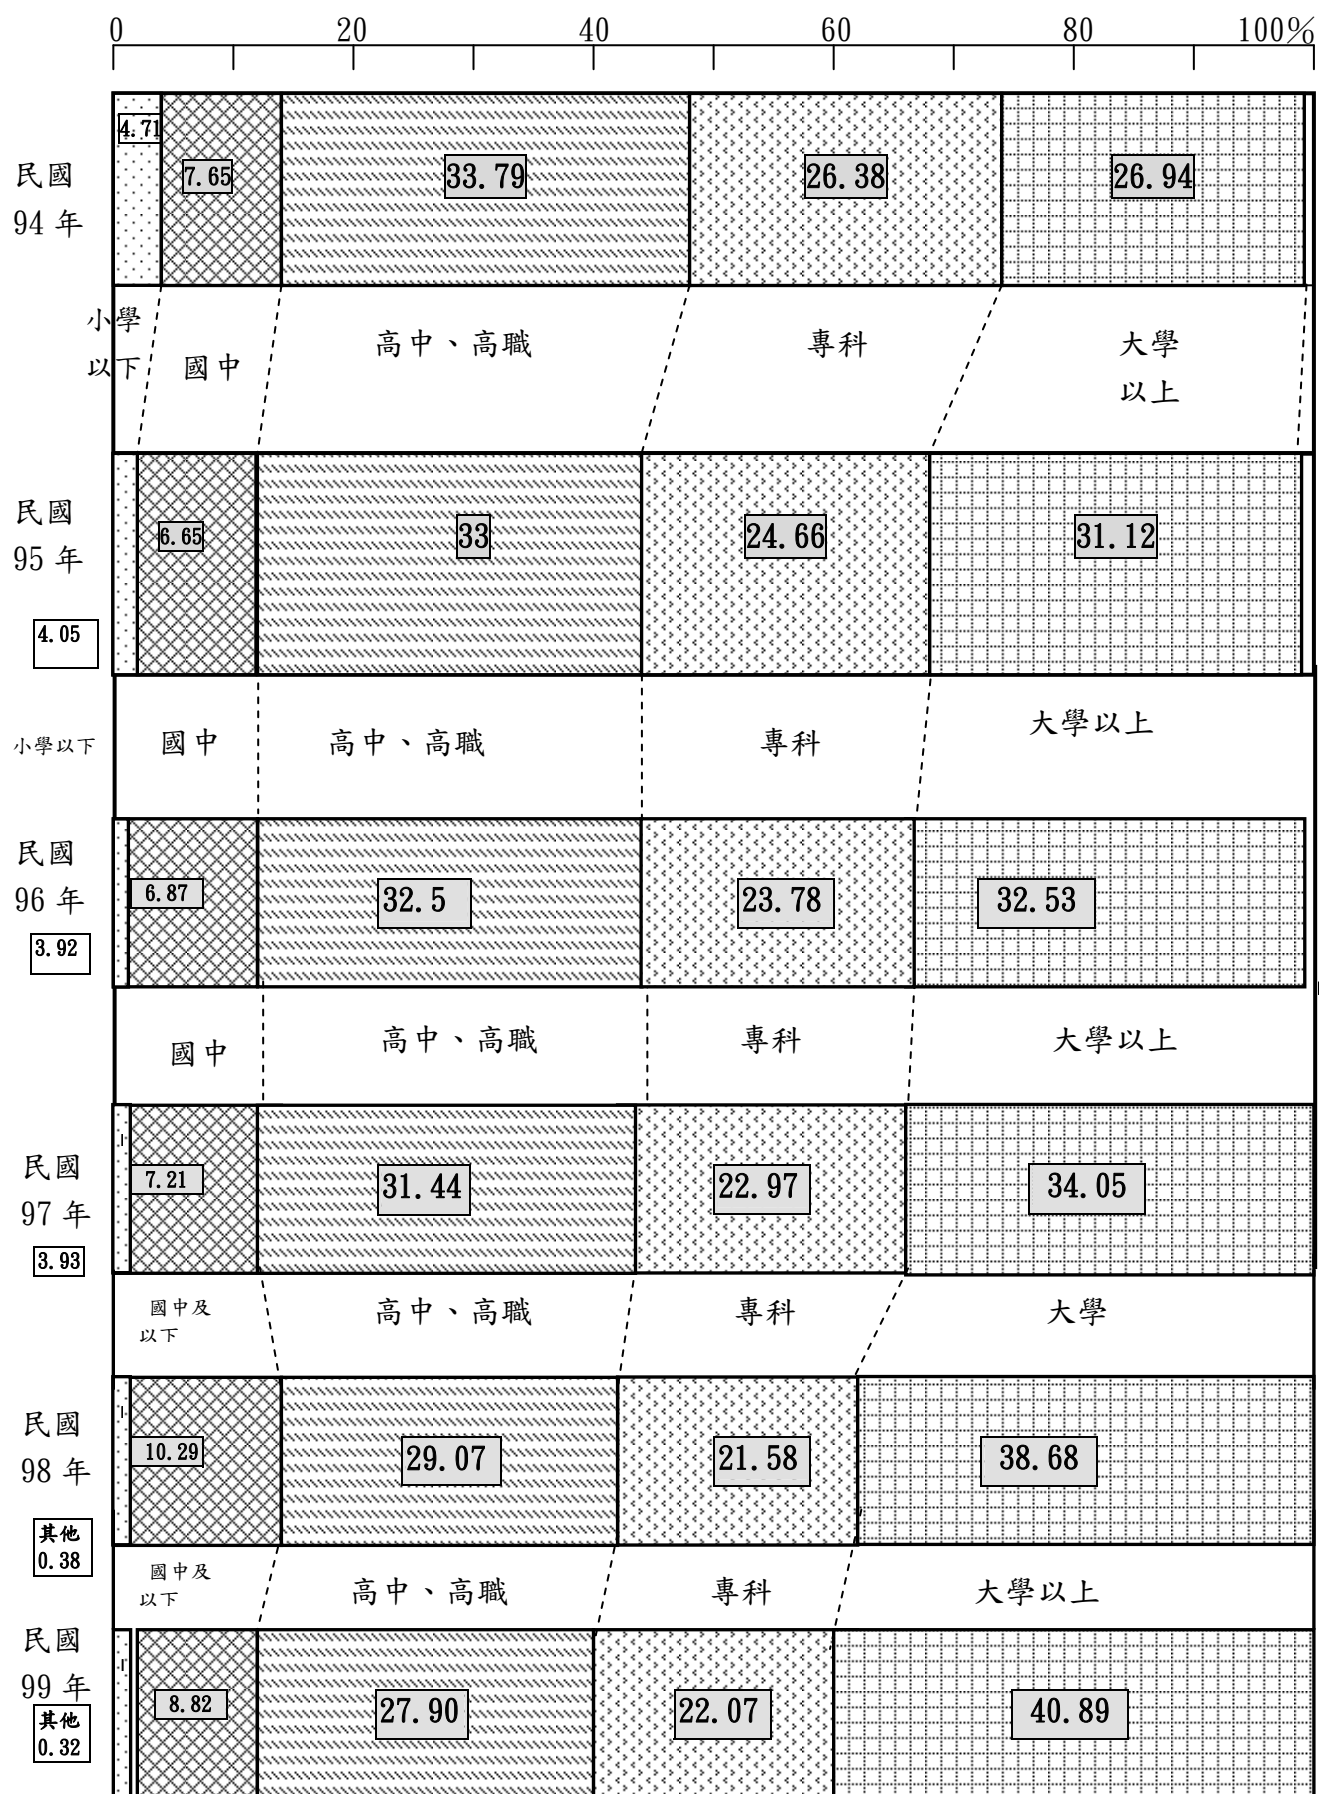 0 20 40 60 80 100%
4.71
7.65 33.79 26.38 26.94
民國
94 年
小學
以下
國中
高中、高職
專科
大學
以上
民國
95 年
6.65 33 24.66 31.12
4.05
小學以下
國中
高中、高職
專科
大學以上
民國
96 年
6.87 32.5 23.78 32.53
3.92
國中
高中、高職
專科
大學以上
民國
97 年
7.21 31.44 22.97 34.05
3.93
國中及
以下
高中、高職
專科
大學
民國
98 年
10.29 29.07 21.58 38.68
其他
0.38
國中及
以下
高中、高職
專科
大學以上
民國
99 年
8.82 27.90 22.07 40.89
其他
0.32